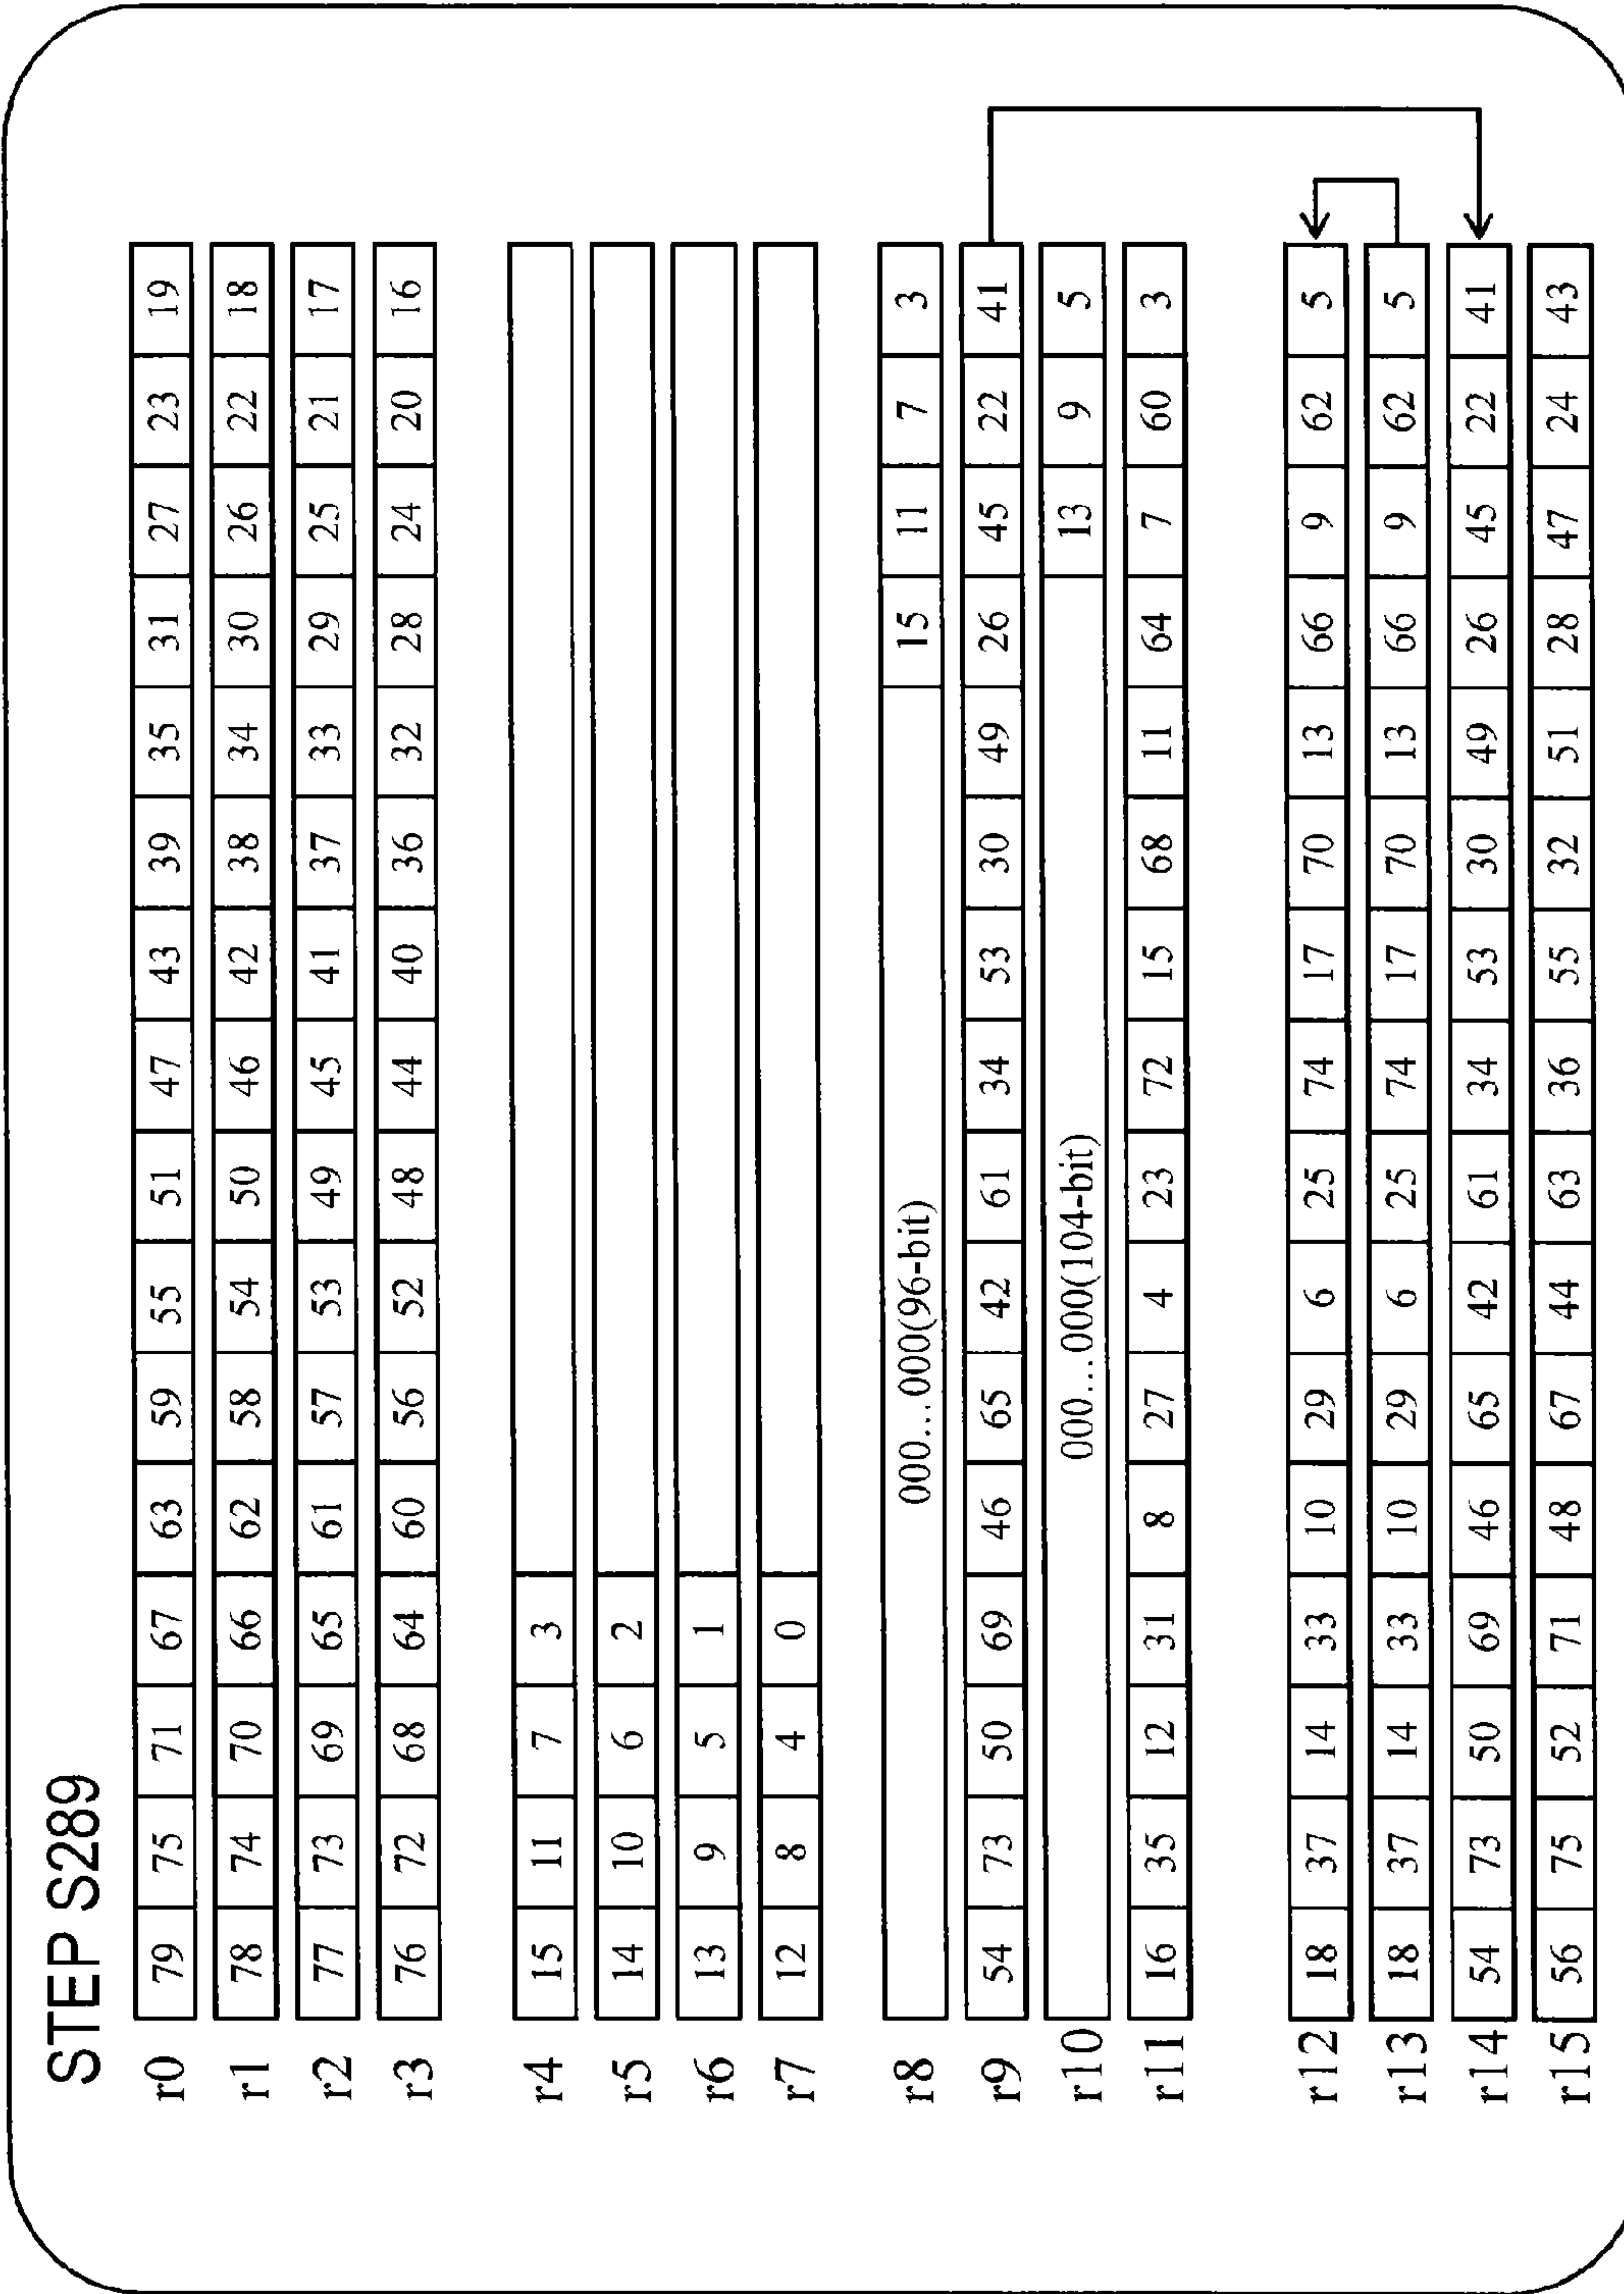 STEP S289
r0 79 75 71 67 63 59 55 51 47 43 39 35 31 27 23 19
r1 78 74 70 66 62 58 54 50 46 42 38 34 30 26 22 18
r2 77 73 69 65 61 57 53 49 45 41 37 33 29 25 21 17
r3 76 72 68 64 60 56 52 48 44 40 36 32 28 24 20 16
r4 15 11 7 3
r5 14 10 6 2
r6 13 9 5 1
r7 12 8 4 0
r8 000...000(96-bit) 15 11 7 3
r9 54 73 50 69 46 65 42 61 34 53 30 49 26 45 22 41
r10 000...000(104-bit) 13 9 5
r11 16 35 12 31 8 27 4 23 72 15 68 11 64 7 60 3
r12 18 37 14 33 10 29 6 25 74 17 70 13 66 9 62 5
r13 18 37 14 33 10 29 6 25 74 17 70 13 66 9 62 5
r14 54 73 50 69 46 65 42 61 34 53 30 49 26 45 22 41
r15 56 75 52 71 48 67 44 63 36 55 32 51 28 47 24 43